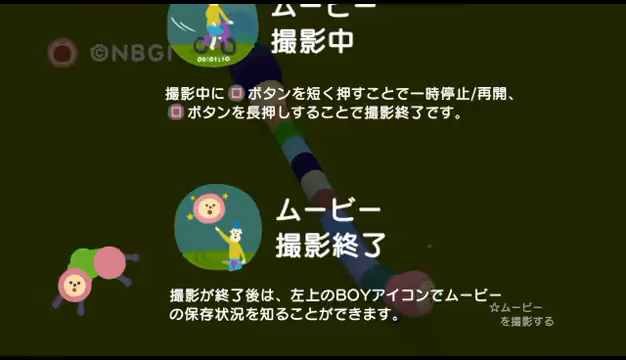 ムービー
撮影中
©NBGI
00:01:10
撮影中に□ボタンを短く押すことで一時停止/再開、
□ボタンを長押しすることで撮影終了です。
ムービー
撮影終了
撮影が終了後は、左上のBOYアイコンでムービー
の保存状況を知ることができます。
☆ムービー
を撮影する